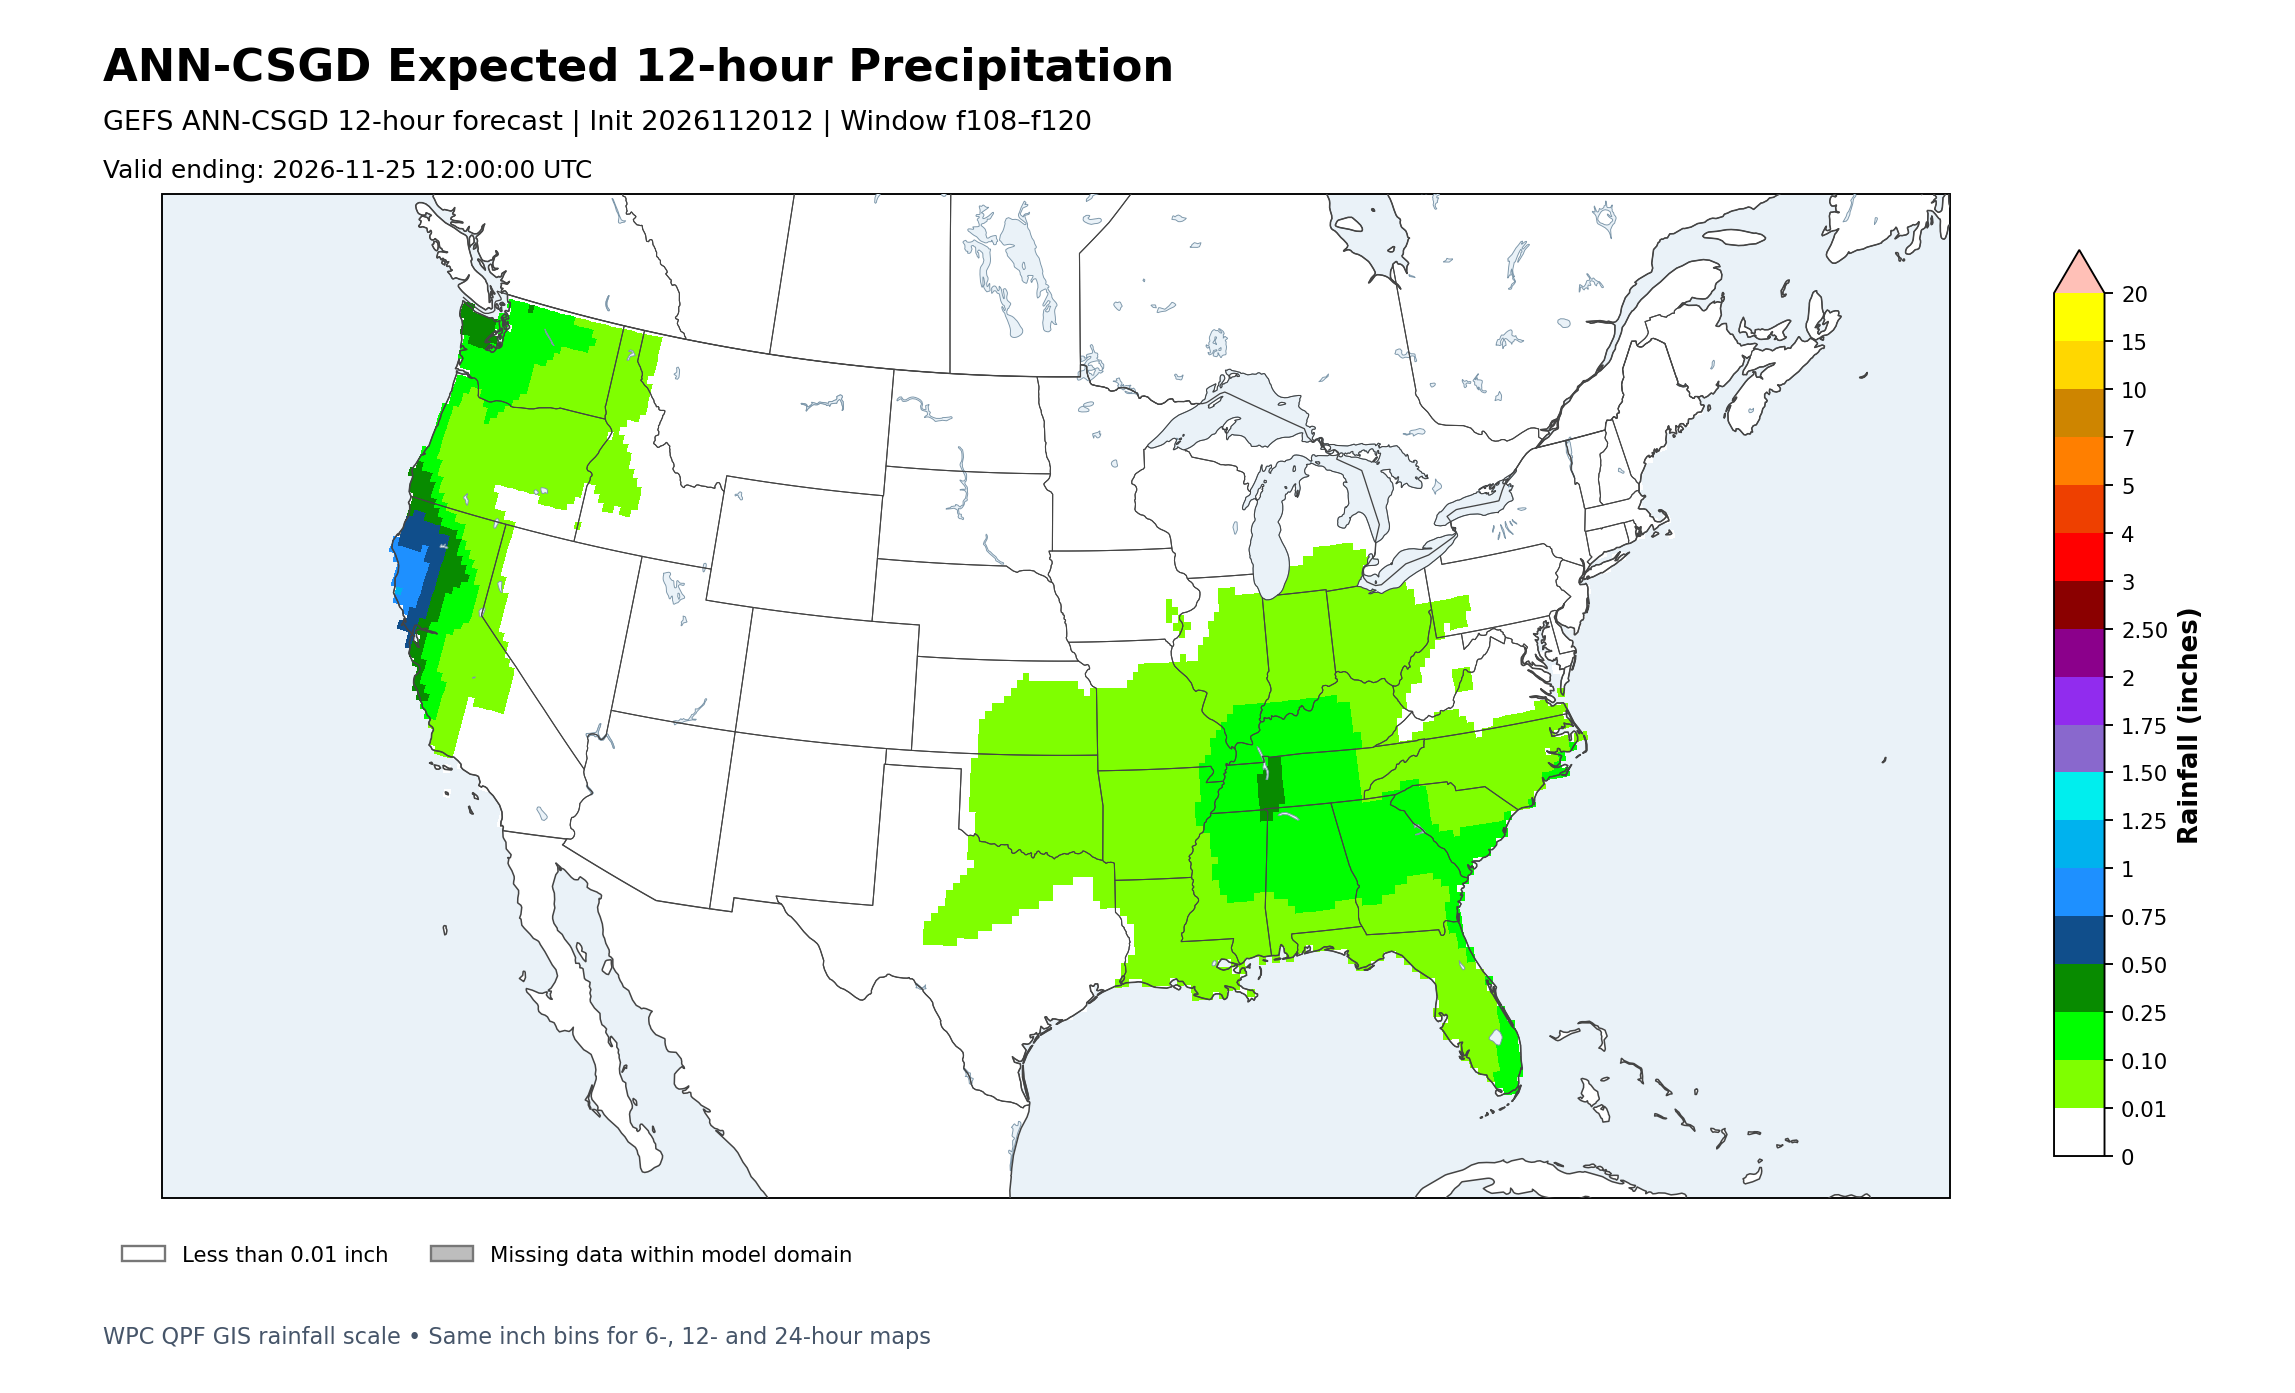 ANN-CSGD Expected 12-hour Precipitation
GEFS ANN-CSGD 12-hour forecast | Init 2026112012 | Window f108–f120
Valid ending: 2026-11-25 12:00:00 UTC
20
15
10
7
5
4
3
2.50
2
1.75
1.50
1.25
1
0.75
0.50
0.25
0.10
0.01
0
Rainfall (inches)
Less than 0.01 inch
Missing data within model domain
WPC QPF GIS rainfall scale • Same inch bins for 6-, 12- and 24-hour maps